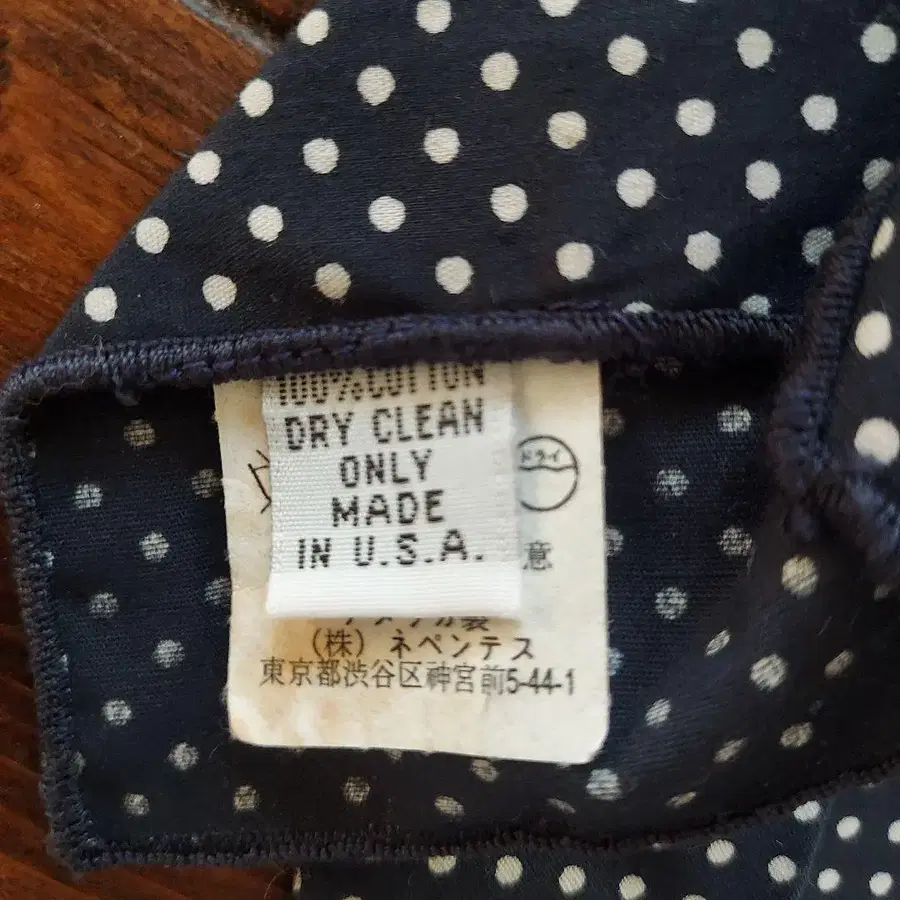 100%COTTON
DRY CLEAN
ONLY
MADE
IN U.S.A.
ドライ
意
(株) ネペンテス
東京都渋谷区神宮前5-44-1